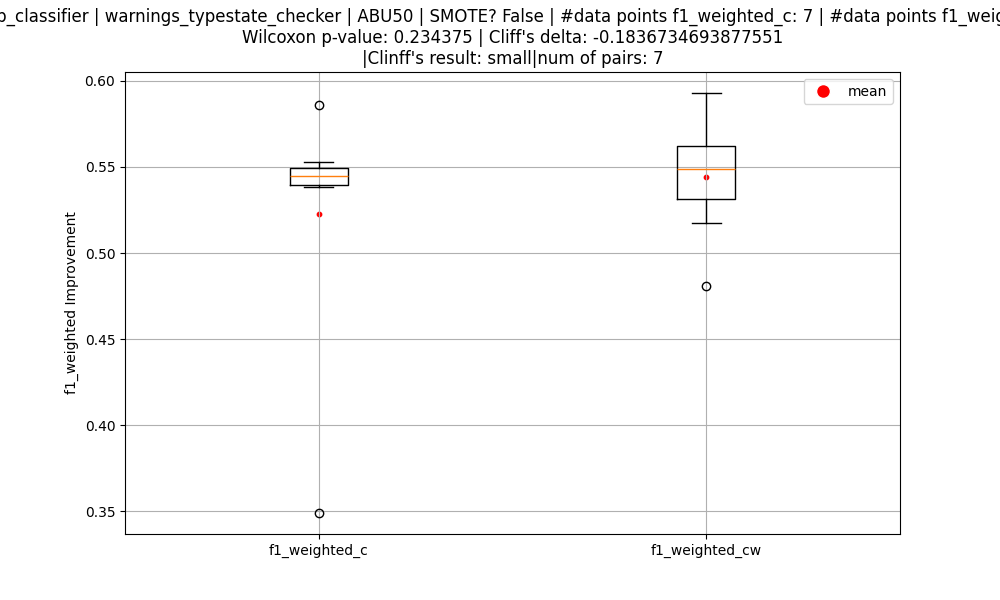 _classifier | warnings_typestate_checker | ABU50 | SMOTE? False | #data points f1_weighted_c: 7 | #data points
Wilcoxon p-value: 0.234375 | Cliff's delta: -0.1836734693877551
|Clinff's result: small|num of pairs: 7
mean
0.60
0.55
0.50
0.45
0.40
0.35
f1_weighted Improvement
f1_weighted_c
f1_weighted_cw